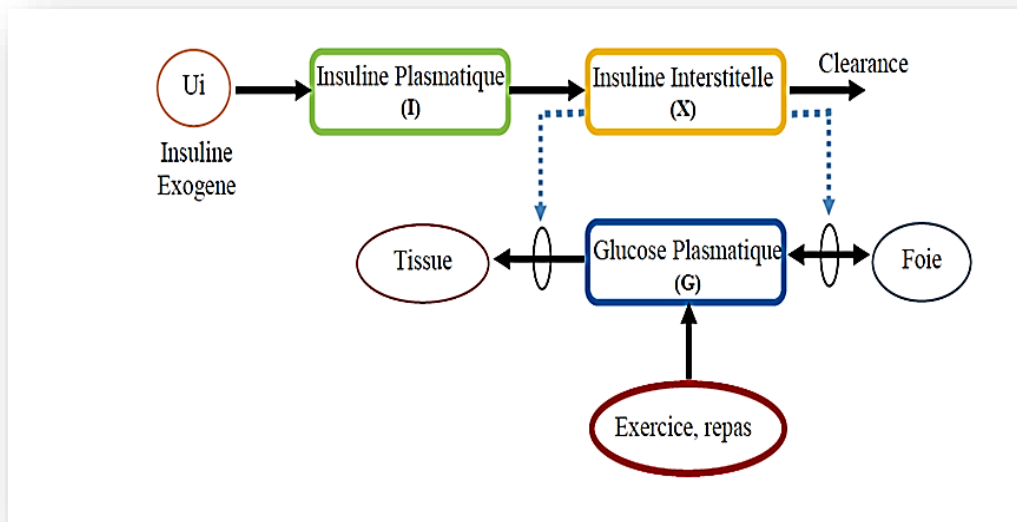 Ui
Insuline
Exogene
Insuline Plasmatique
(I)
Insuline Interstitelle
(X)
Clearance
Tissue
Glucose Plasmatique
(G)
Foie
Exercice, repas